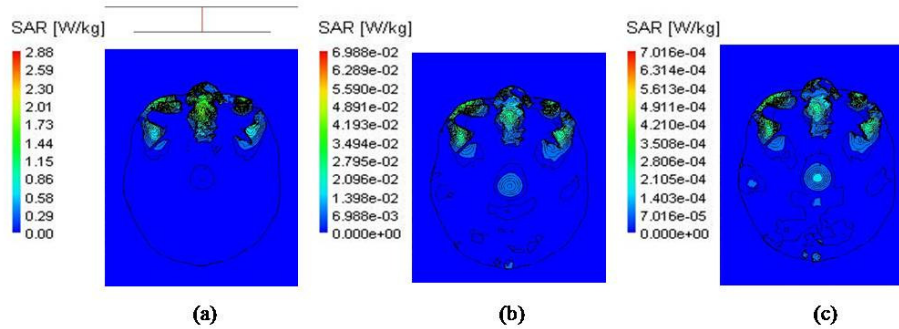 SAR [W/kg]
2.88
2.59
2.30
2.01
1.73
1.44
1.15
0.86
0.58
0.29
0.00
(a)
SAR [W/kg]
6.988e-02
6.289e-02
5.590e-02
4.891e-02
4.193e-02
3.494e-02
2.795e-02
2.096e-02
1.398e-02
6.988e-03
0.000e+00
(b)
SAR [W/kg]
7.016e-04
6.314e-04
5.613e-04
4.911e-04
4.210e-04
3.508e-04
2.806e-04
2.105e-04
1.403e-04
7.016e-05
0.000e+00
(c)